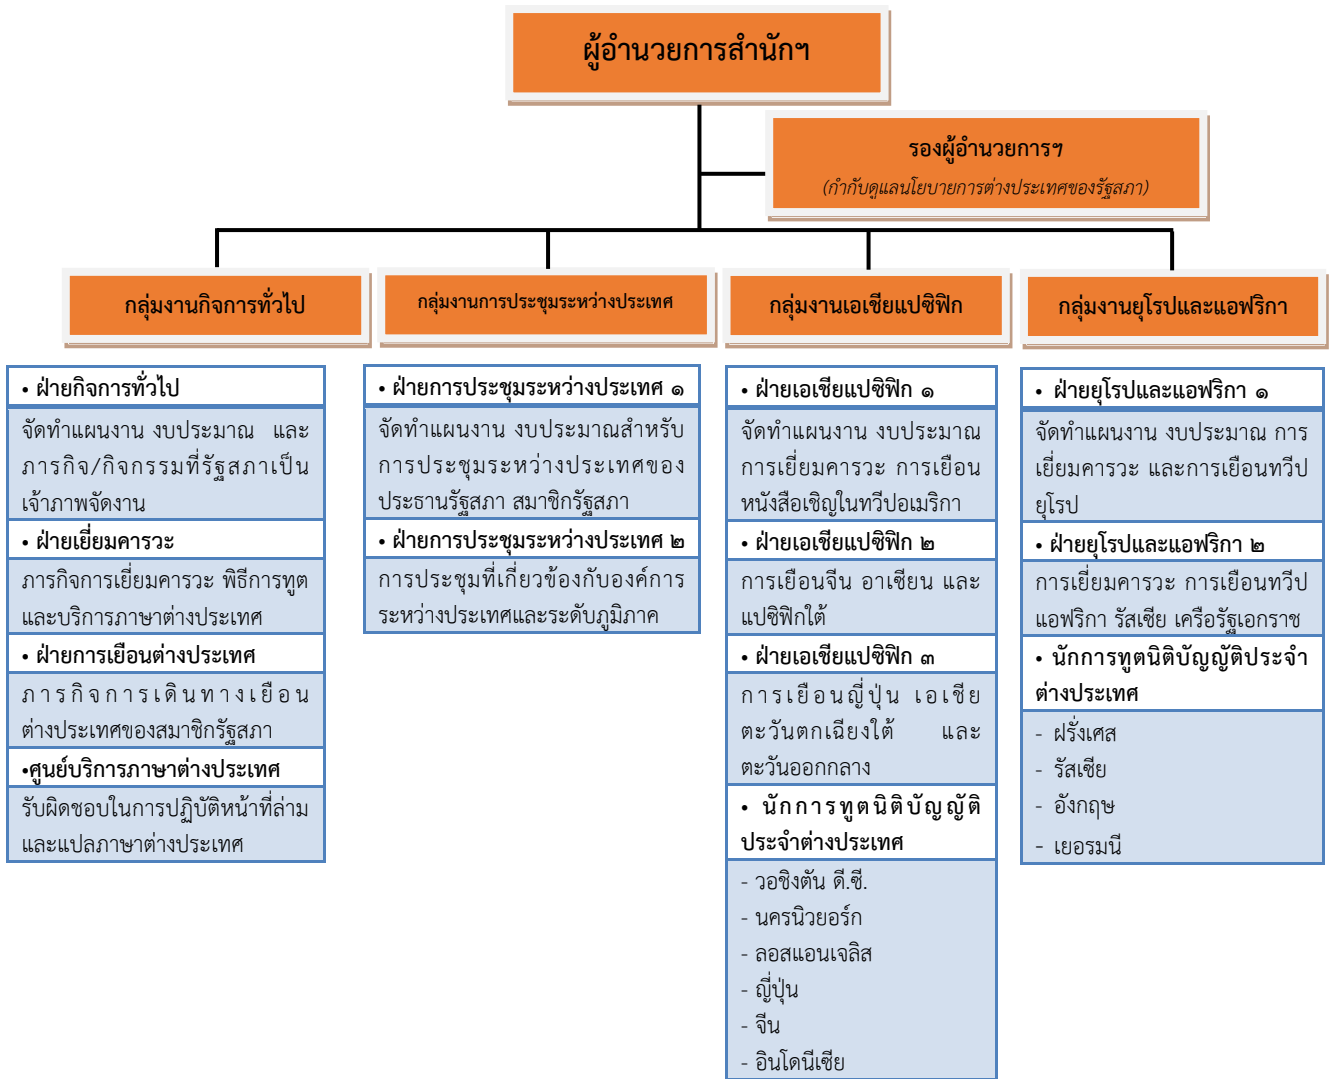 ผู้อำนวยการสำนักฯ
รองผู้อำนวยการฯ
(กำกับดูแลนโยบายการต่างประเทศของรัฐสภา)
กลุ่มงานกิจการทั่วไป
กลุ่มงานการประชุมระหว่างประเทศ
กลุ่มงานเอเชียแปซิฟิก
กลุ่มงานยุโรปและแอฟริกา
• ฝ่ายกิจการทั่วไป
จัดทำแผนงาน งบประมาณ และ
ภารกิจ/กิจกรรมที่รัฐสภาเป็น
เจ้าภาพจัดงาน
• ฝ่ายเยี่ยมคารวะ
ภารกิจการเยี่ยมคารวะ พิธีการทูต
และบริการภาษาต่างประเทศ
• ฝ่ายการเยือนต่างประเทศ
ภารกิจการเดินทางเยือน
ต่างประเทศของสมาชิกรัฐสภา
•ศูนย์บริการภาษาต่างประเทศ
รับผิดชอบในการปฏิบัติหน้าที่ล่าม
และแปลภาษาต่างประเทศ
• ฝ่ายการประชุมระหว่างประเทศ ๑
จัดทำแผนงาน งบประมาณสำหรับ
การประชุมระหว่างประเทศของ
ประธานรัฐสภา สมาชิกรัฐสภา
• ฝ่ายการประชุมระหว่างประเทศ ๒
การประชุมที่เกี่ยวข้องกับองค์การ
ระหว่างประเทศและระดับภูมิภาค
• ฝ่ายเอเชียแปซิฟิก ๑
จัดทำแผนงาน งบประมาณ
การเยี่ยมคารวะ การเยือน
หนังสือเชิญในทวีปอเมริกา
• ฝ่ายเอเชียแปซิฟิก ๒
การเยือนจีน อาเซียน และ
แปซิฟิกใต้
• ฝ่ายเอเชียแปซิฟิก ๓
การเยือนญี่ปุ่น เอเชีย
ตะวันตกเฉียงใต้ และ
ตะวันออกกลาง
• นักการทูตนิติบัญญัติ
ประจำต่างประเทศ
- วอชิงตัน ดี.ซี.
- นครนิวยอร์ก
- ลอสแอนเจลิส
- ญี่ปุ่น
- จีน
- อินโดนีเซีย
• ฝ่ายยุโรปและแอฟริกา ๑
จัดทำแผนงาน งบประมาณ การ
เยี่ยมคารวะ และการเยือนทวีป
ยุโรป
• ฝ่ายยุโรปและแอฟริกา ๒
การเยี่ยมคารวะ การเยือนทวีป
แอฟริกา รัสเซีย เครือรัฐเอกราช
• นักการทูตนิติบัญญัติประจำ
ต่างประเทศ
- ฝรั่งเศส
- รัสเซีย
- อังกฤษ
- เยอรมนี